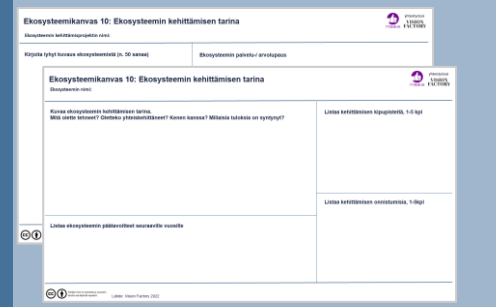 Ekosysteemikanvas 10: Ekosysteemin kehittämisen tarina
VISION
FACTORY
Ekosysteemin kehittämisprojektin nimi:
Kirjoita lyhyt kuvaus ekosysteemistä (n. 50 sanaa)
Ekosysteemin palvelu-/ arvolupaus
Ekosysteemikanvas 10: Ekosysteemin kehittämisen tarina
VISION
FACTORY
Ekosysteemin nimi:
Kuvaa ekosysteemin kehittämisen tarina.
Mitä olette tehneet? Oletteko yhteiskehittäneet? Kenen kanssa? Millaisia tuloksia on syntynyt?
Listaa kehittämisen kipupisteitä, 1-5 kpl
Listaa kehittämisen onnistumisia, 1-5kpl
Listaa ekosysteemin päätavoitteet seuraaville vuosille
Lähde: Vision Factory 2022